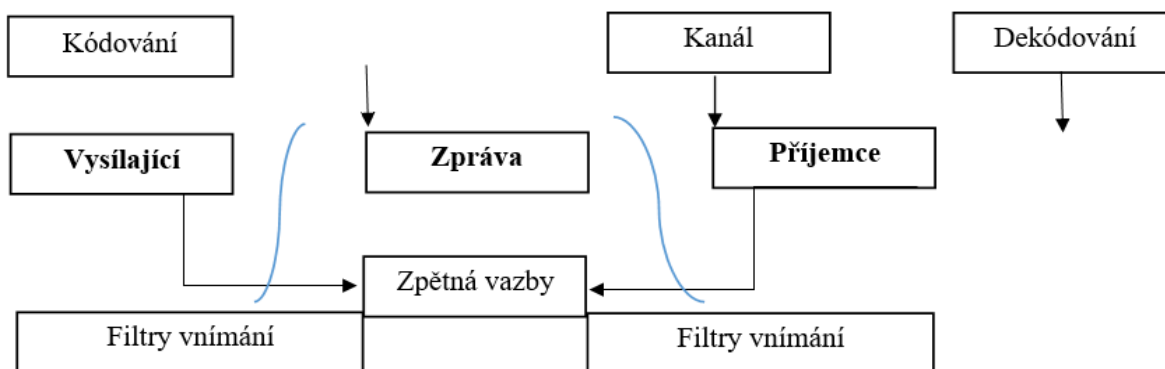 Kódování
Kanál
Dekódování
Vysílající
Zpráva
Příjemce
Zpětná vazby
Filtry vnímání
Filtry vnímání